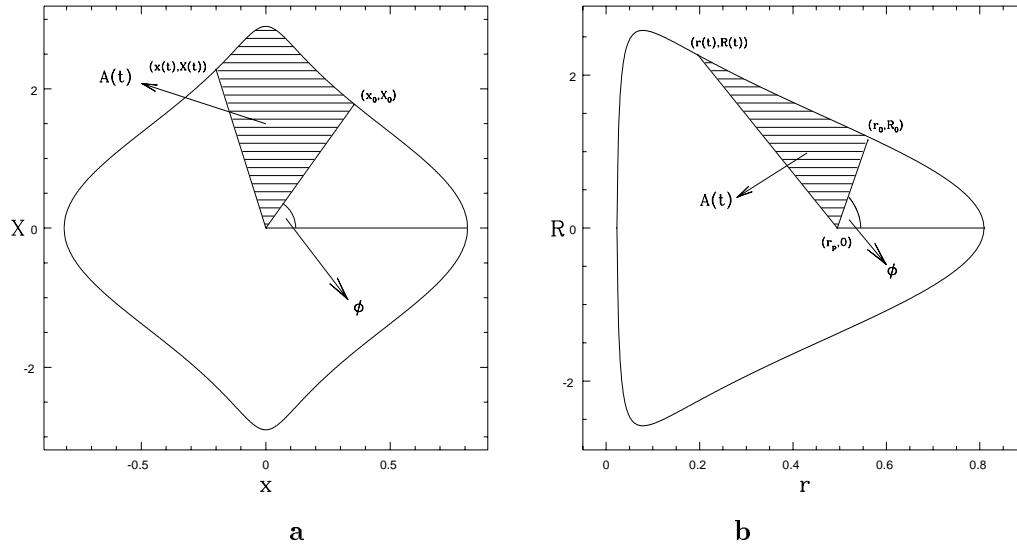 (x(t),X(t))
A(t)
(x₀,X₀)
ϕ
X
2
0
-2
-0.5
0
0.5
x
a
(r(t),R(t))
(r₀,R₀)
A(t)
(rₚ,0)
ϕ
R
2
0
-2
0
0.2
0.4
0.6
0.8
r
b